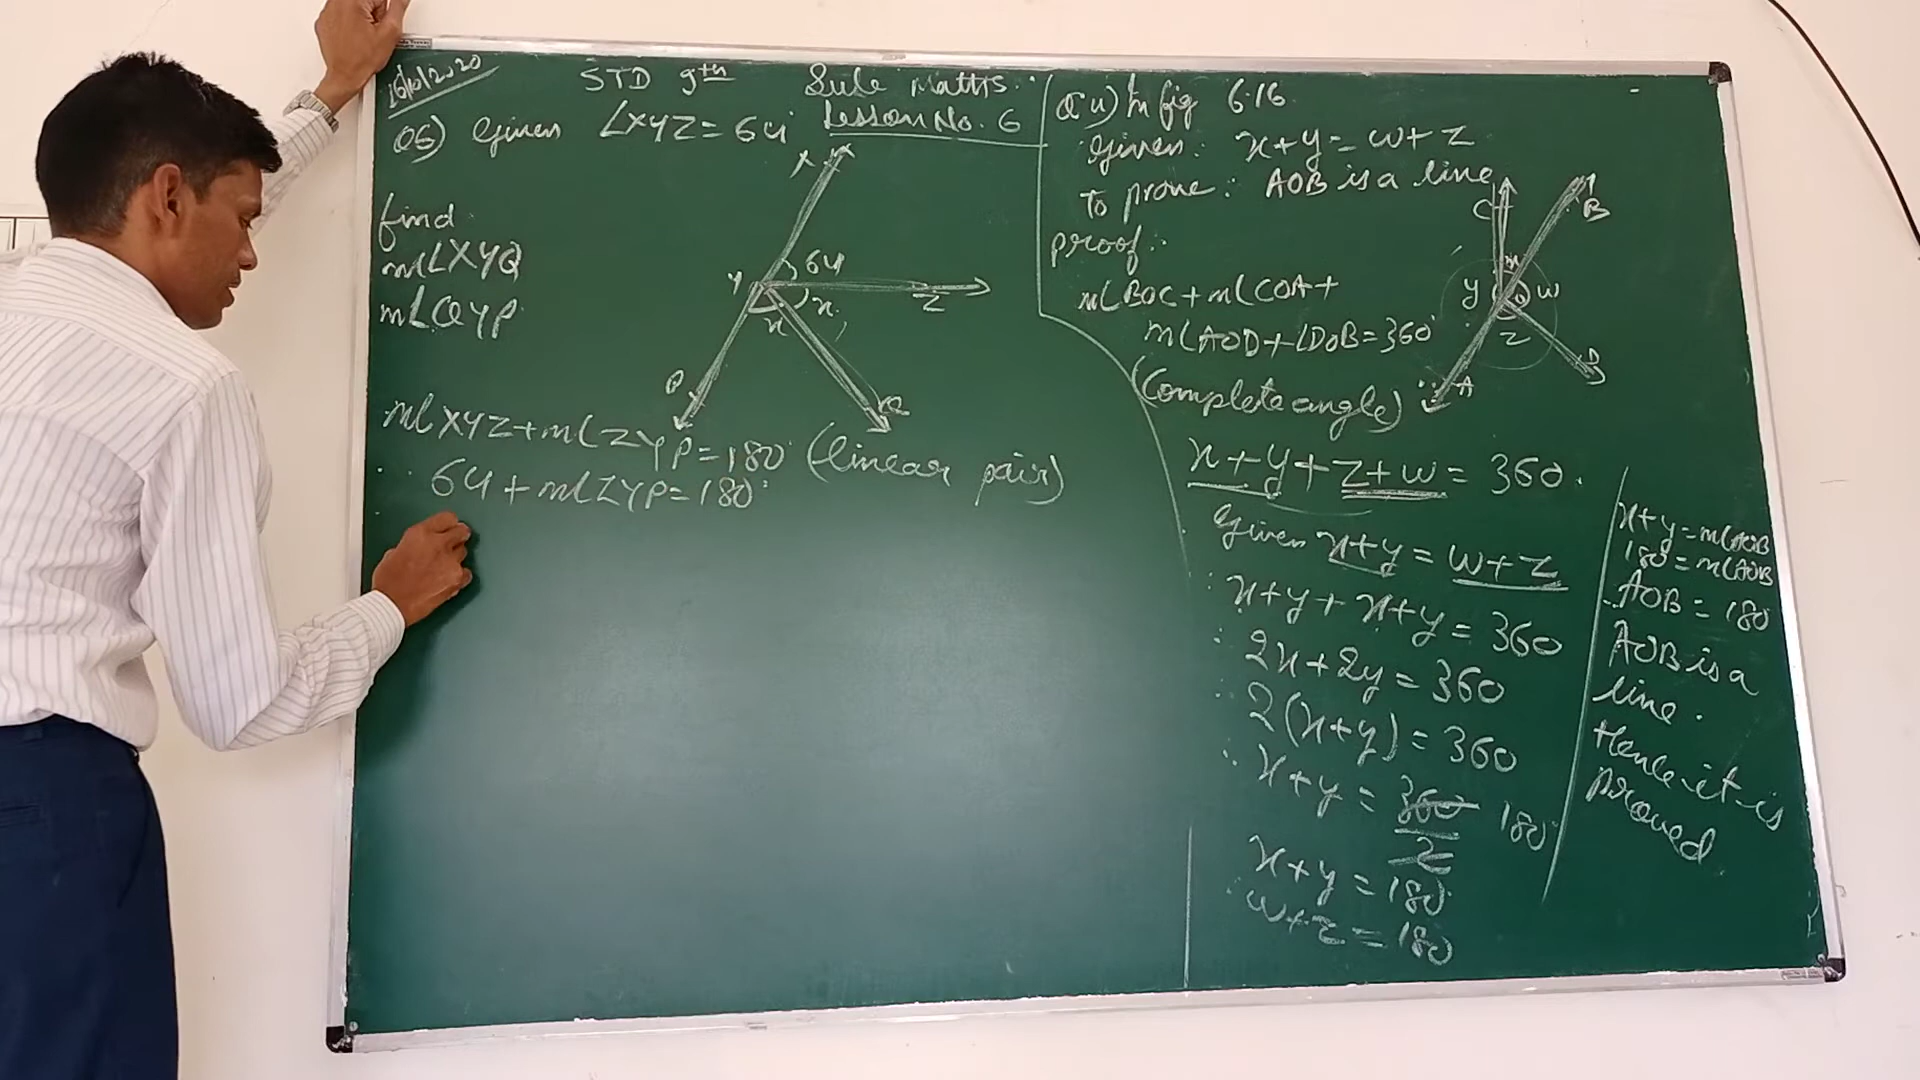 16/10/2020
STD 9th
Sub Maths.
Lesson No. 6
Q5) Given ∠XYZ = 64°
find
m∠XYQ
m∠QYP
X
64
Y
Z
x
x
P
Q
m∠XYZ + m∠ZYP = 180° (linear pair)
64 + m∠ZYP = 180°
Q4) In fig 6.16
Given: x + y = w + z
To prove: AOB is a line
proof:
C
B
x
y
O
w
z
D
A
m∠BOC + m∠COA +
m∠AOD + ∠DOB = 360°
(Complete angle)
x + y + z + w = 360.
Given x + y = w + z
∴ x + y + x + y = 360
∴ 2x + 2y = 360
∴ 2(x + y) = 360
∴ x + y = 360 180°
2
x + y = 180
∴ w + z = 180
x + y = m∠AOB
180 = m∠AOB
AOB = 180
AOB is a
line.
Hence it is
proved